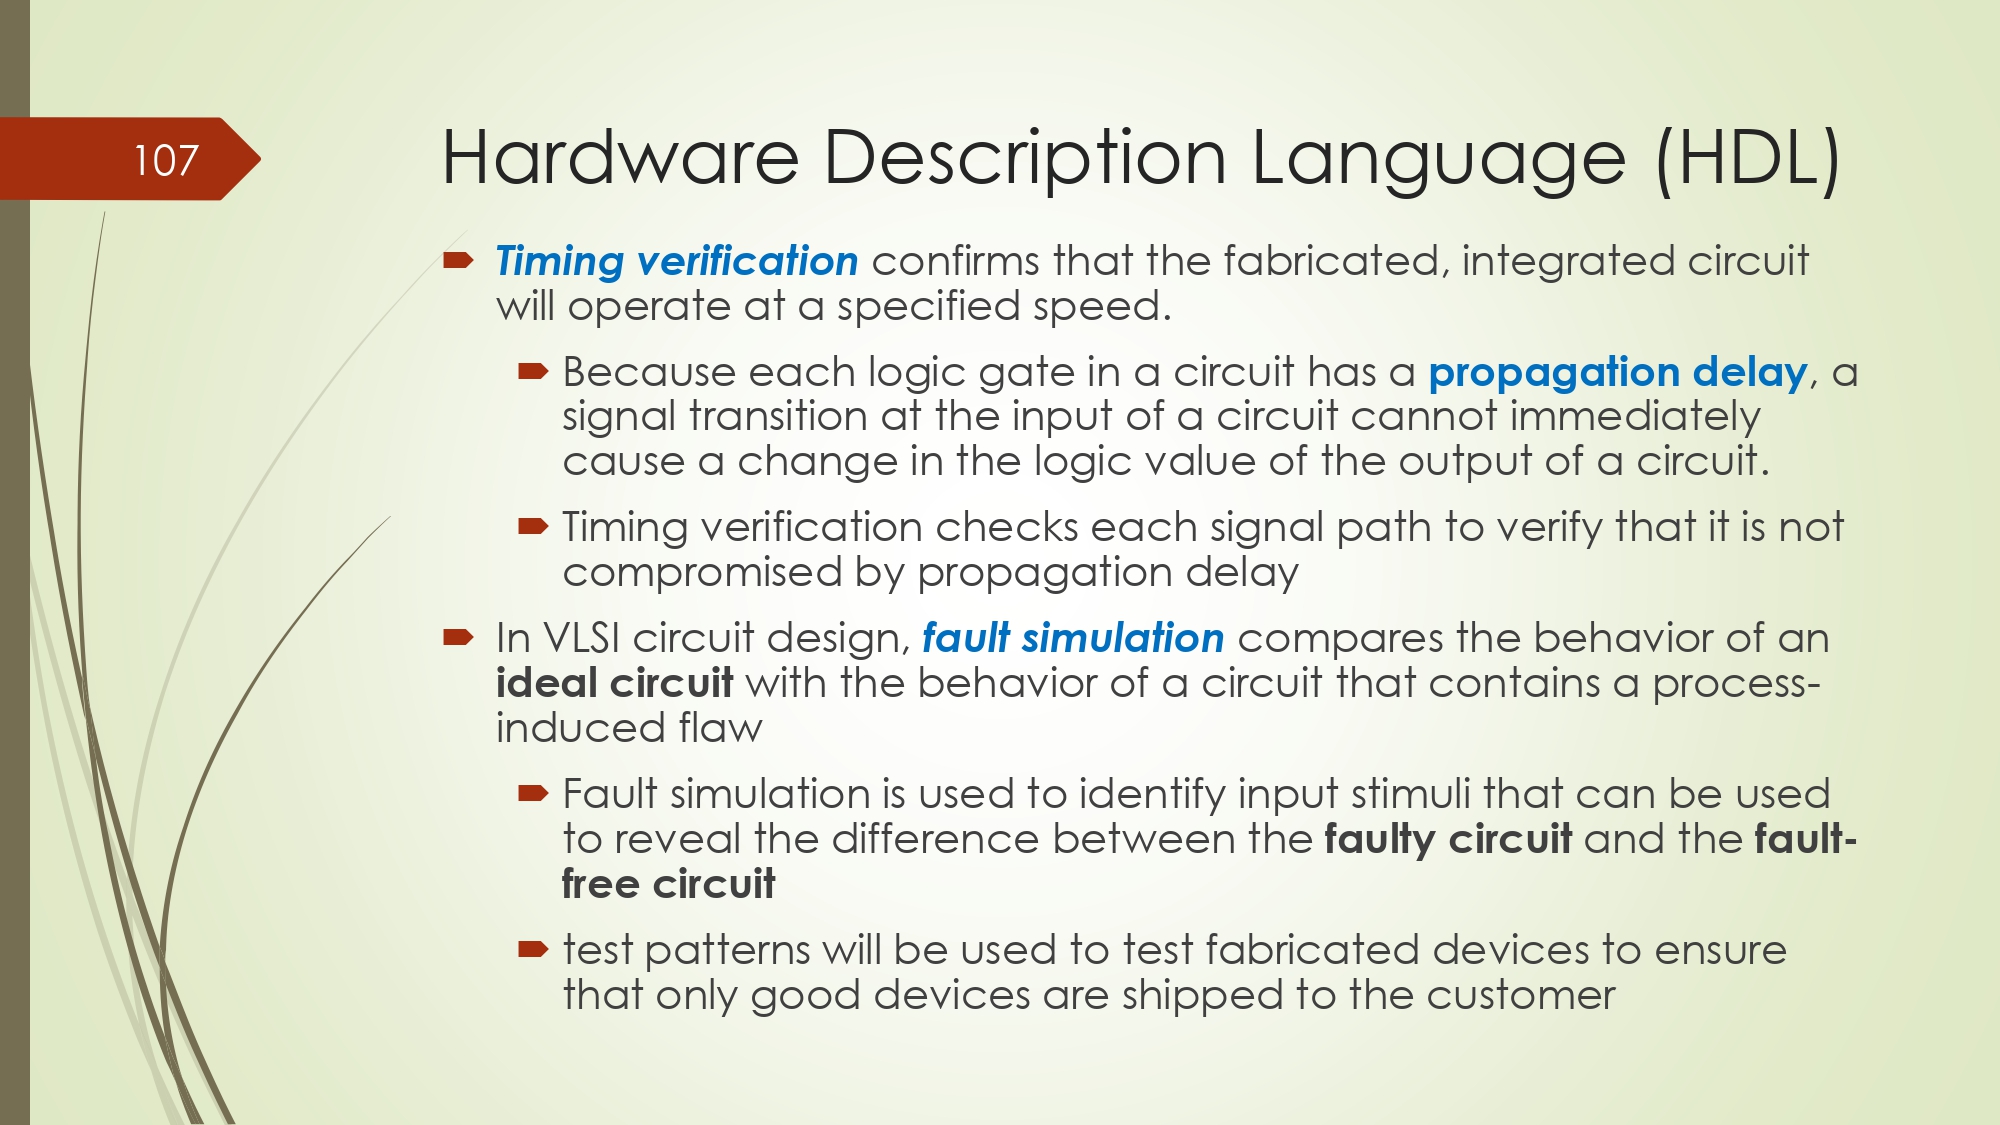 107
Hardware Description Language (HDL)
Timing verification confirms that the fabricated, integrated circuit
will operate at a specified speed.
Because each logic gate in a circuit has a propagation delay, a
signal transition at the input of a circuit cannot immediately
cause a change in the logic value of the output of a circuit.
Timing verification checks each signal path to verify that it is not
compromised by propagation delay
In VLSI circuit design, fault simulation compares the behavior of an
ideal circuit with the behavior of a circuit that contains a process-
induced flaw
Fault simulation is used to identify input stimuli that can be used
to reveal the difference between the faulty circuit and the fault-
free circuit
test patterns will be used to test fabricated devices to ensure
that only good devices are shipped to the customer